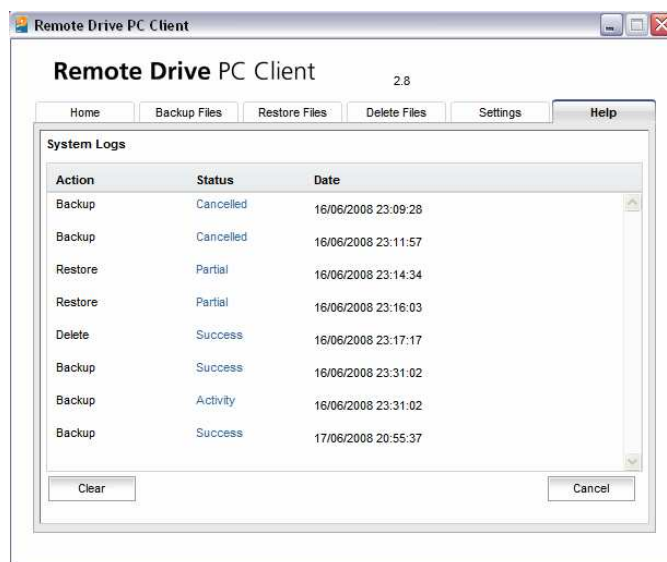 Remote Drive PC Client
Remote Drive PC Client 2.8
Home Backup Files Restore Files Delete Files Settings Help
System Logs
Action Status Date
Backup Cancelled 16/06/2008 23:09:28
Backup Cancelled 16/06/2008 23:11:57
Restore Partial 16/06/2008 23:14:34
Restore Partial 16/06/2008 23:16:03
Delete Success 16/06/2008 23:17:17
Backup Success 16/06/2008 23:31:02
Backup Activity 16/06/2008 23:31:02
Backup Success 17/06/2008 20:55:37
Clear Cancel